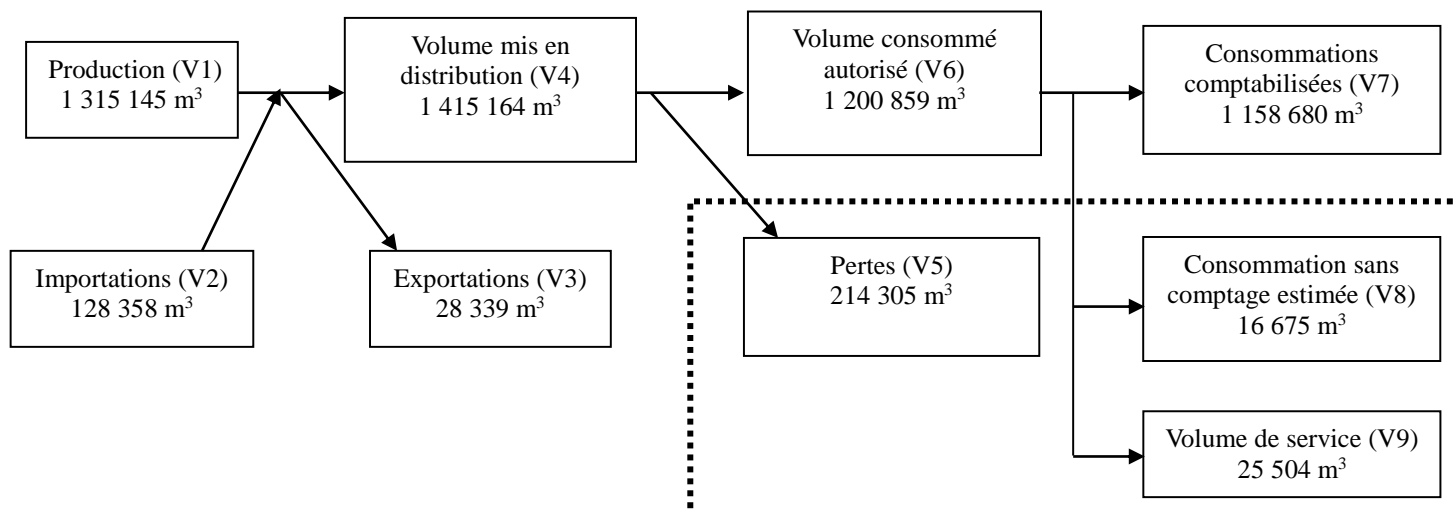 Production (V1)
1 315 145 m³
Volume mis en
distribution (V4)
1 415 164 m³
Volume consommé
autorisé (V6)
1 200 859 m³
Consommations
comptabilisées (V7)
1 158 680 m³
Importations (V2)
128 358 m³
Exportations (V3)
28 339 m³
Pertes (V5)
214 305 m³
Consommation sans
comptage estimée (V8)
16 675 m³
Volume de service (V9)
25 504 m³